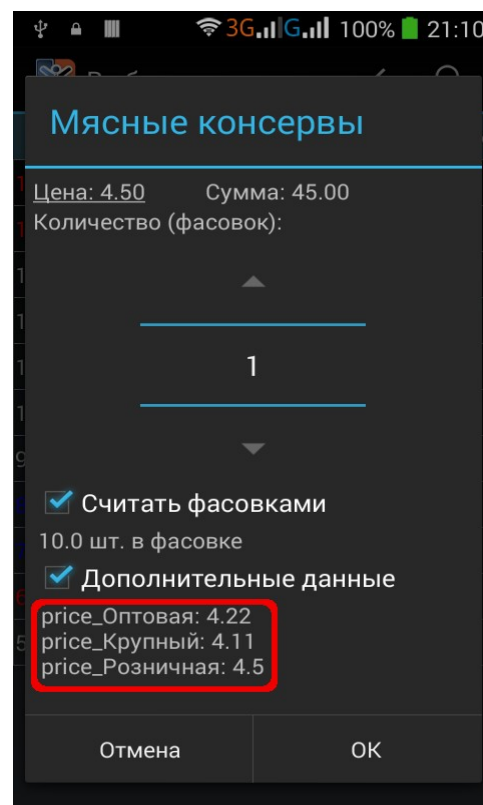 3G G 100% 21:10
Мясные консервы
Цена: 4.50 Сумма: 45.00
Количество (фасовок):
1
Считать фасовками
10.0 шт. в фасовке
Дополнительные данные
price_Оптовая: 4.22
price_Крупный: 4.11
price_Розничная: 4.5
Отмена OK